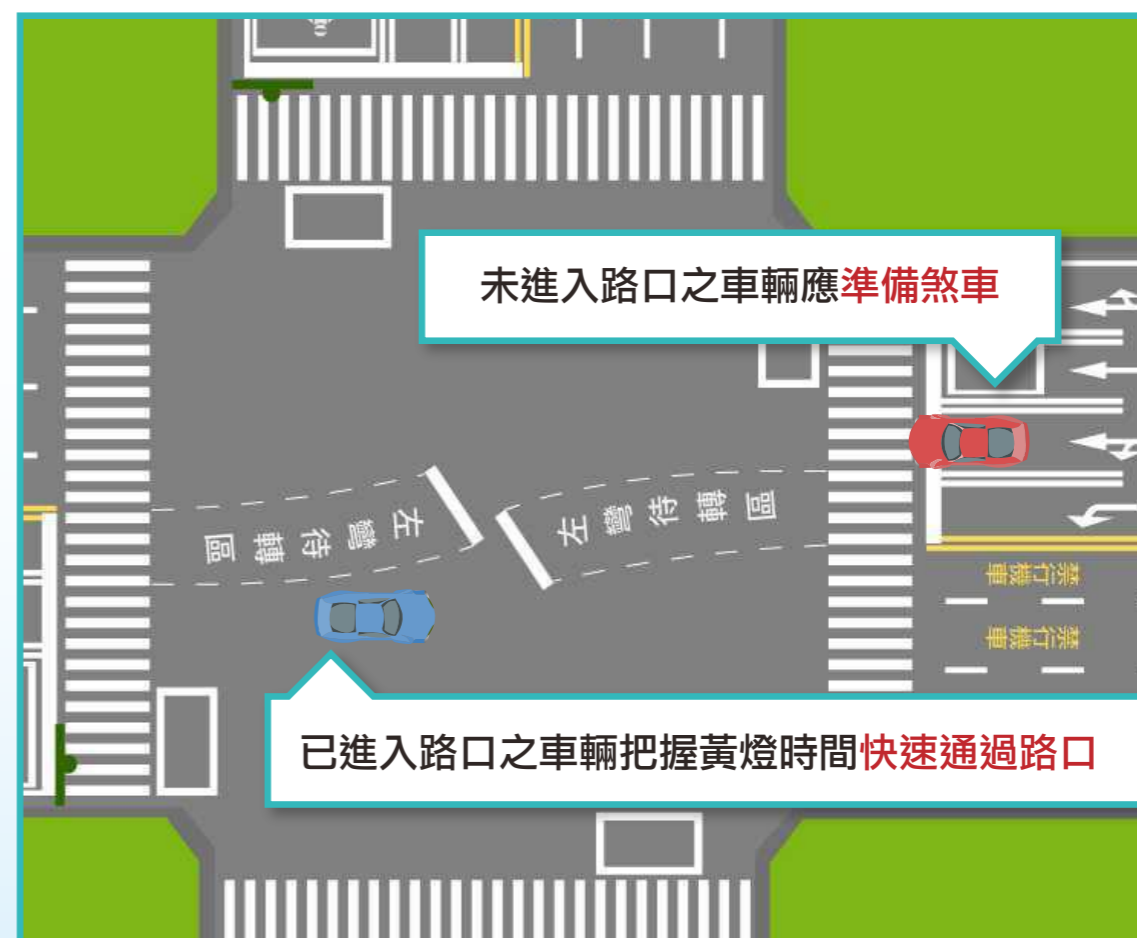 未進入路口之車輛應準備煞車
左彎待轉區
左彎待轉區
禁行機車
禁行機車
已進入路口之車輛把握黃燈時間快速通過路口